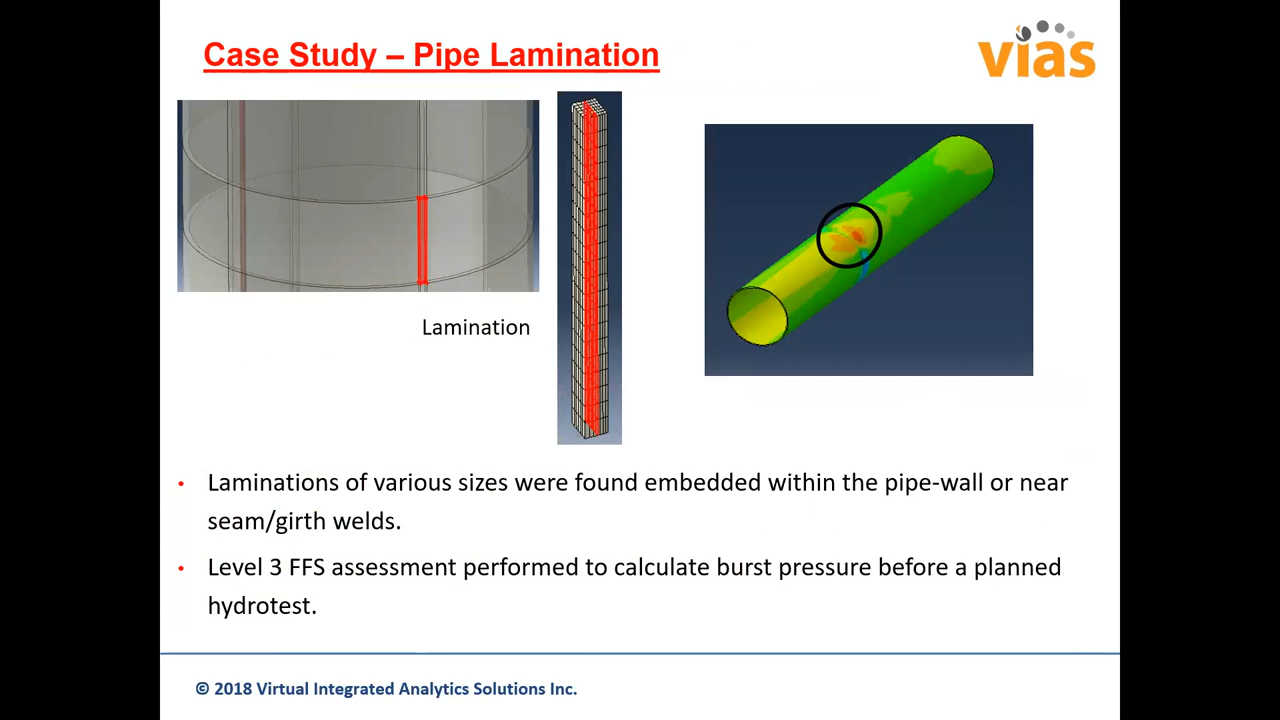 Case Study – Pipe Lamination
vias
Lamination
• Laminations of various sizes were found embedded within the pipe-wall or near
seam/girth welds.
• Level 3 FFS assessment performed to calculate burst pressure before a planned
hydrotest.
© 2018 Virtual Integrated Analytics Solutions Inc.